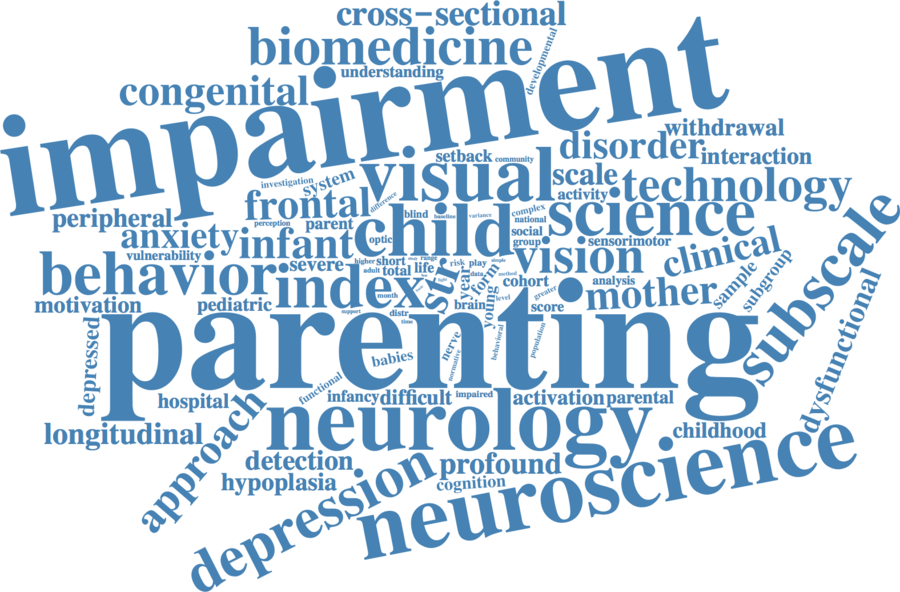 cross-sectional
biomedicine
developmental
understanding
congenital
impairment
withdrawal
disorder
interaction
setback
community
visual
scale
technology
investigation
system
activity
difference
frontal
peripheral
perception
parent
blind
baseline
variance
complex
national
science
anxiety
infant
child
optic
social
group
sensorimotor
vision
clinical
vulnerability
severe
higher
short
range
risk
play
simple
behavior
index
adult
total
life
str
year
data
form
method
cohort
analysis
sample
subgroup
subscale
motivation
pediatric
month
support
distr
time
brain
young
level
greater
score
mother
parenting
depressed
babies
nerve
normative
behavioral
population
dysfunctional
functional
hospital
infancy
difficult
impaired
activation
parental
longitudinal
approach
neurology
childhood
detection
profound
hypoplasia
cognition
depression
neuroscience